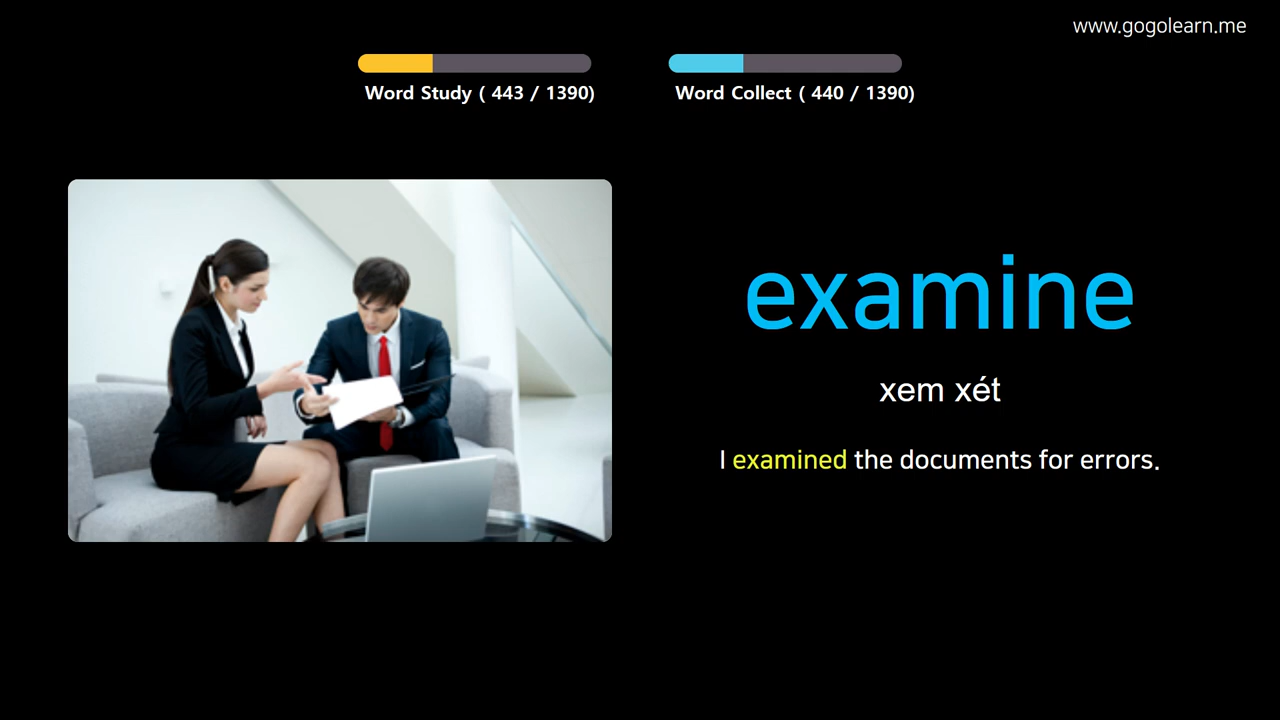 www.gogolearn.me
Word Study ( 443 / 1390)
Word Collect ( 440 / 1390)
examine
xem xét
I examined the documents for errors.